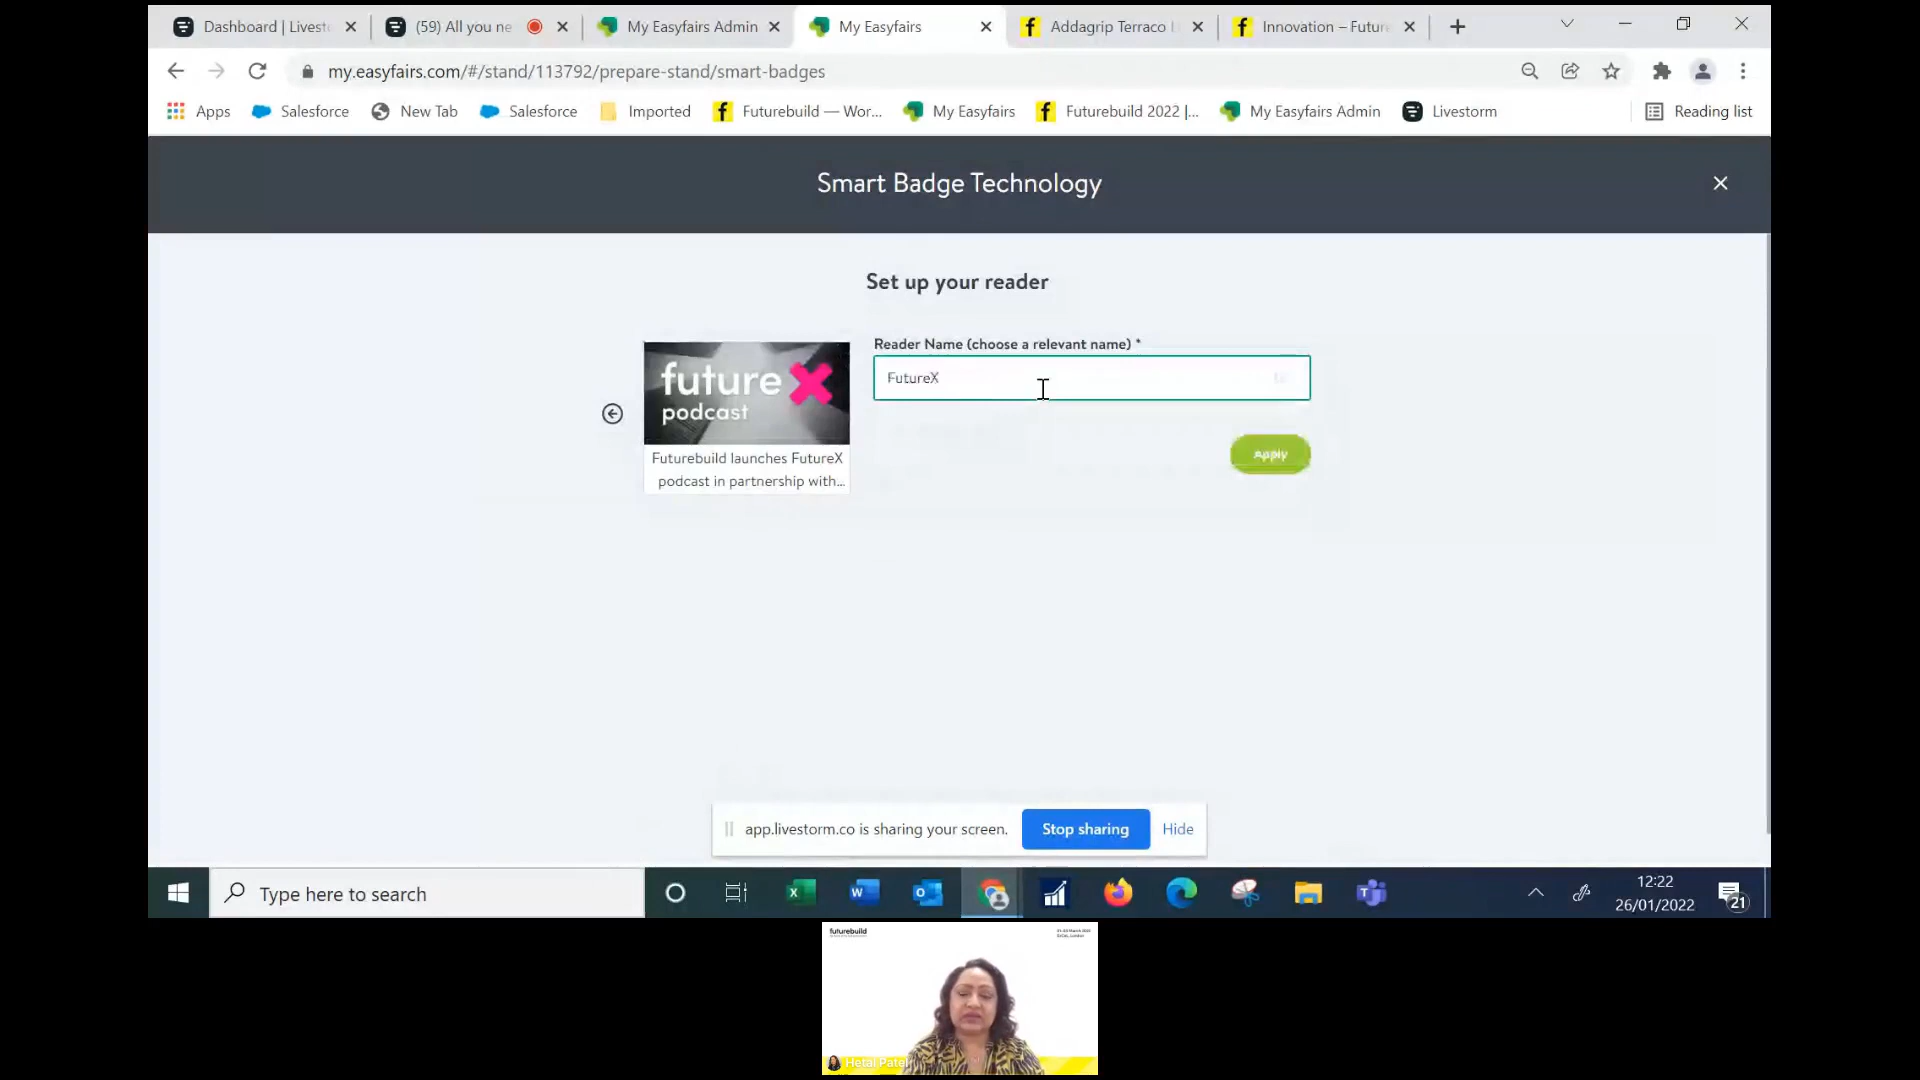 Dashboard | Livest
(59) All you ne
My Easyfairs Admin
My Easyfairs
Addagrip Terraco
Innovation – Futur
my.easyfairs.com/#/stand/113792/prepare-stand/smart-badges
Apps
Salesforce
New Tab
Salesforce
Imported
Futurebuild — Wor...
My Easyfairs
Futurebuild 2022 |...
My Easyfairs Admin
Livestorm
Reading list
Smart Badge Technology
Set up your reader
future X
podcast
Futurebuild launches FutureX
podcast in partnership with...
Reader Name (choose a relevant name) *
FutureX
Apply
app.livestorm.co is sharing your screen.
Stop sharing
Hide
Type here to search
12:22
26/01/2022
21
futurebuild
Hetal Patel